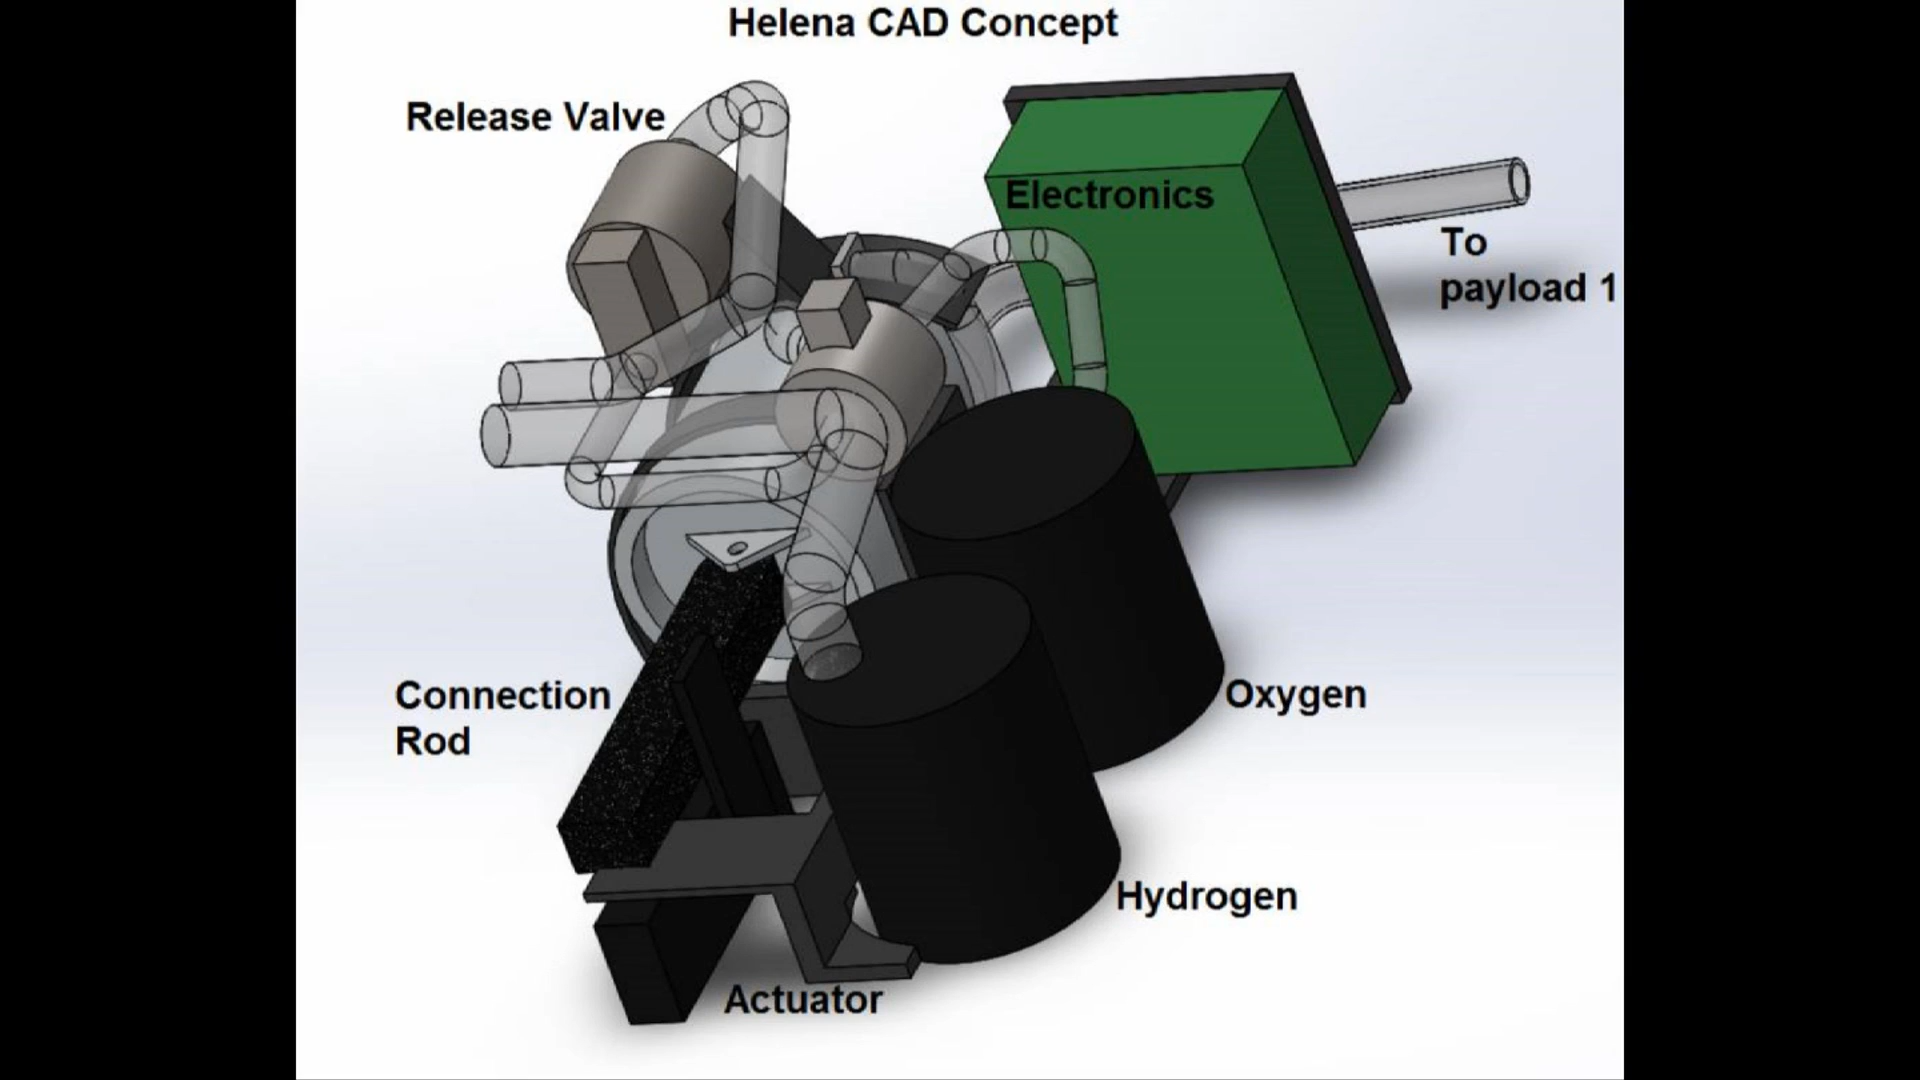 Helena CAD Concept
Release Valve
Electronics
To
payload 1
Connection
Rod
Oxygen
Hydrogen
Actuator